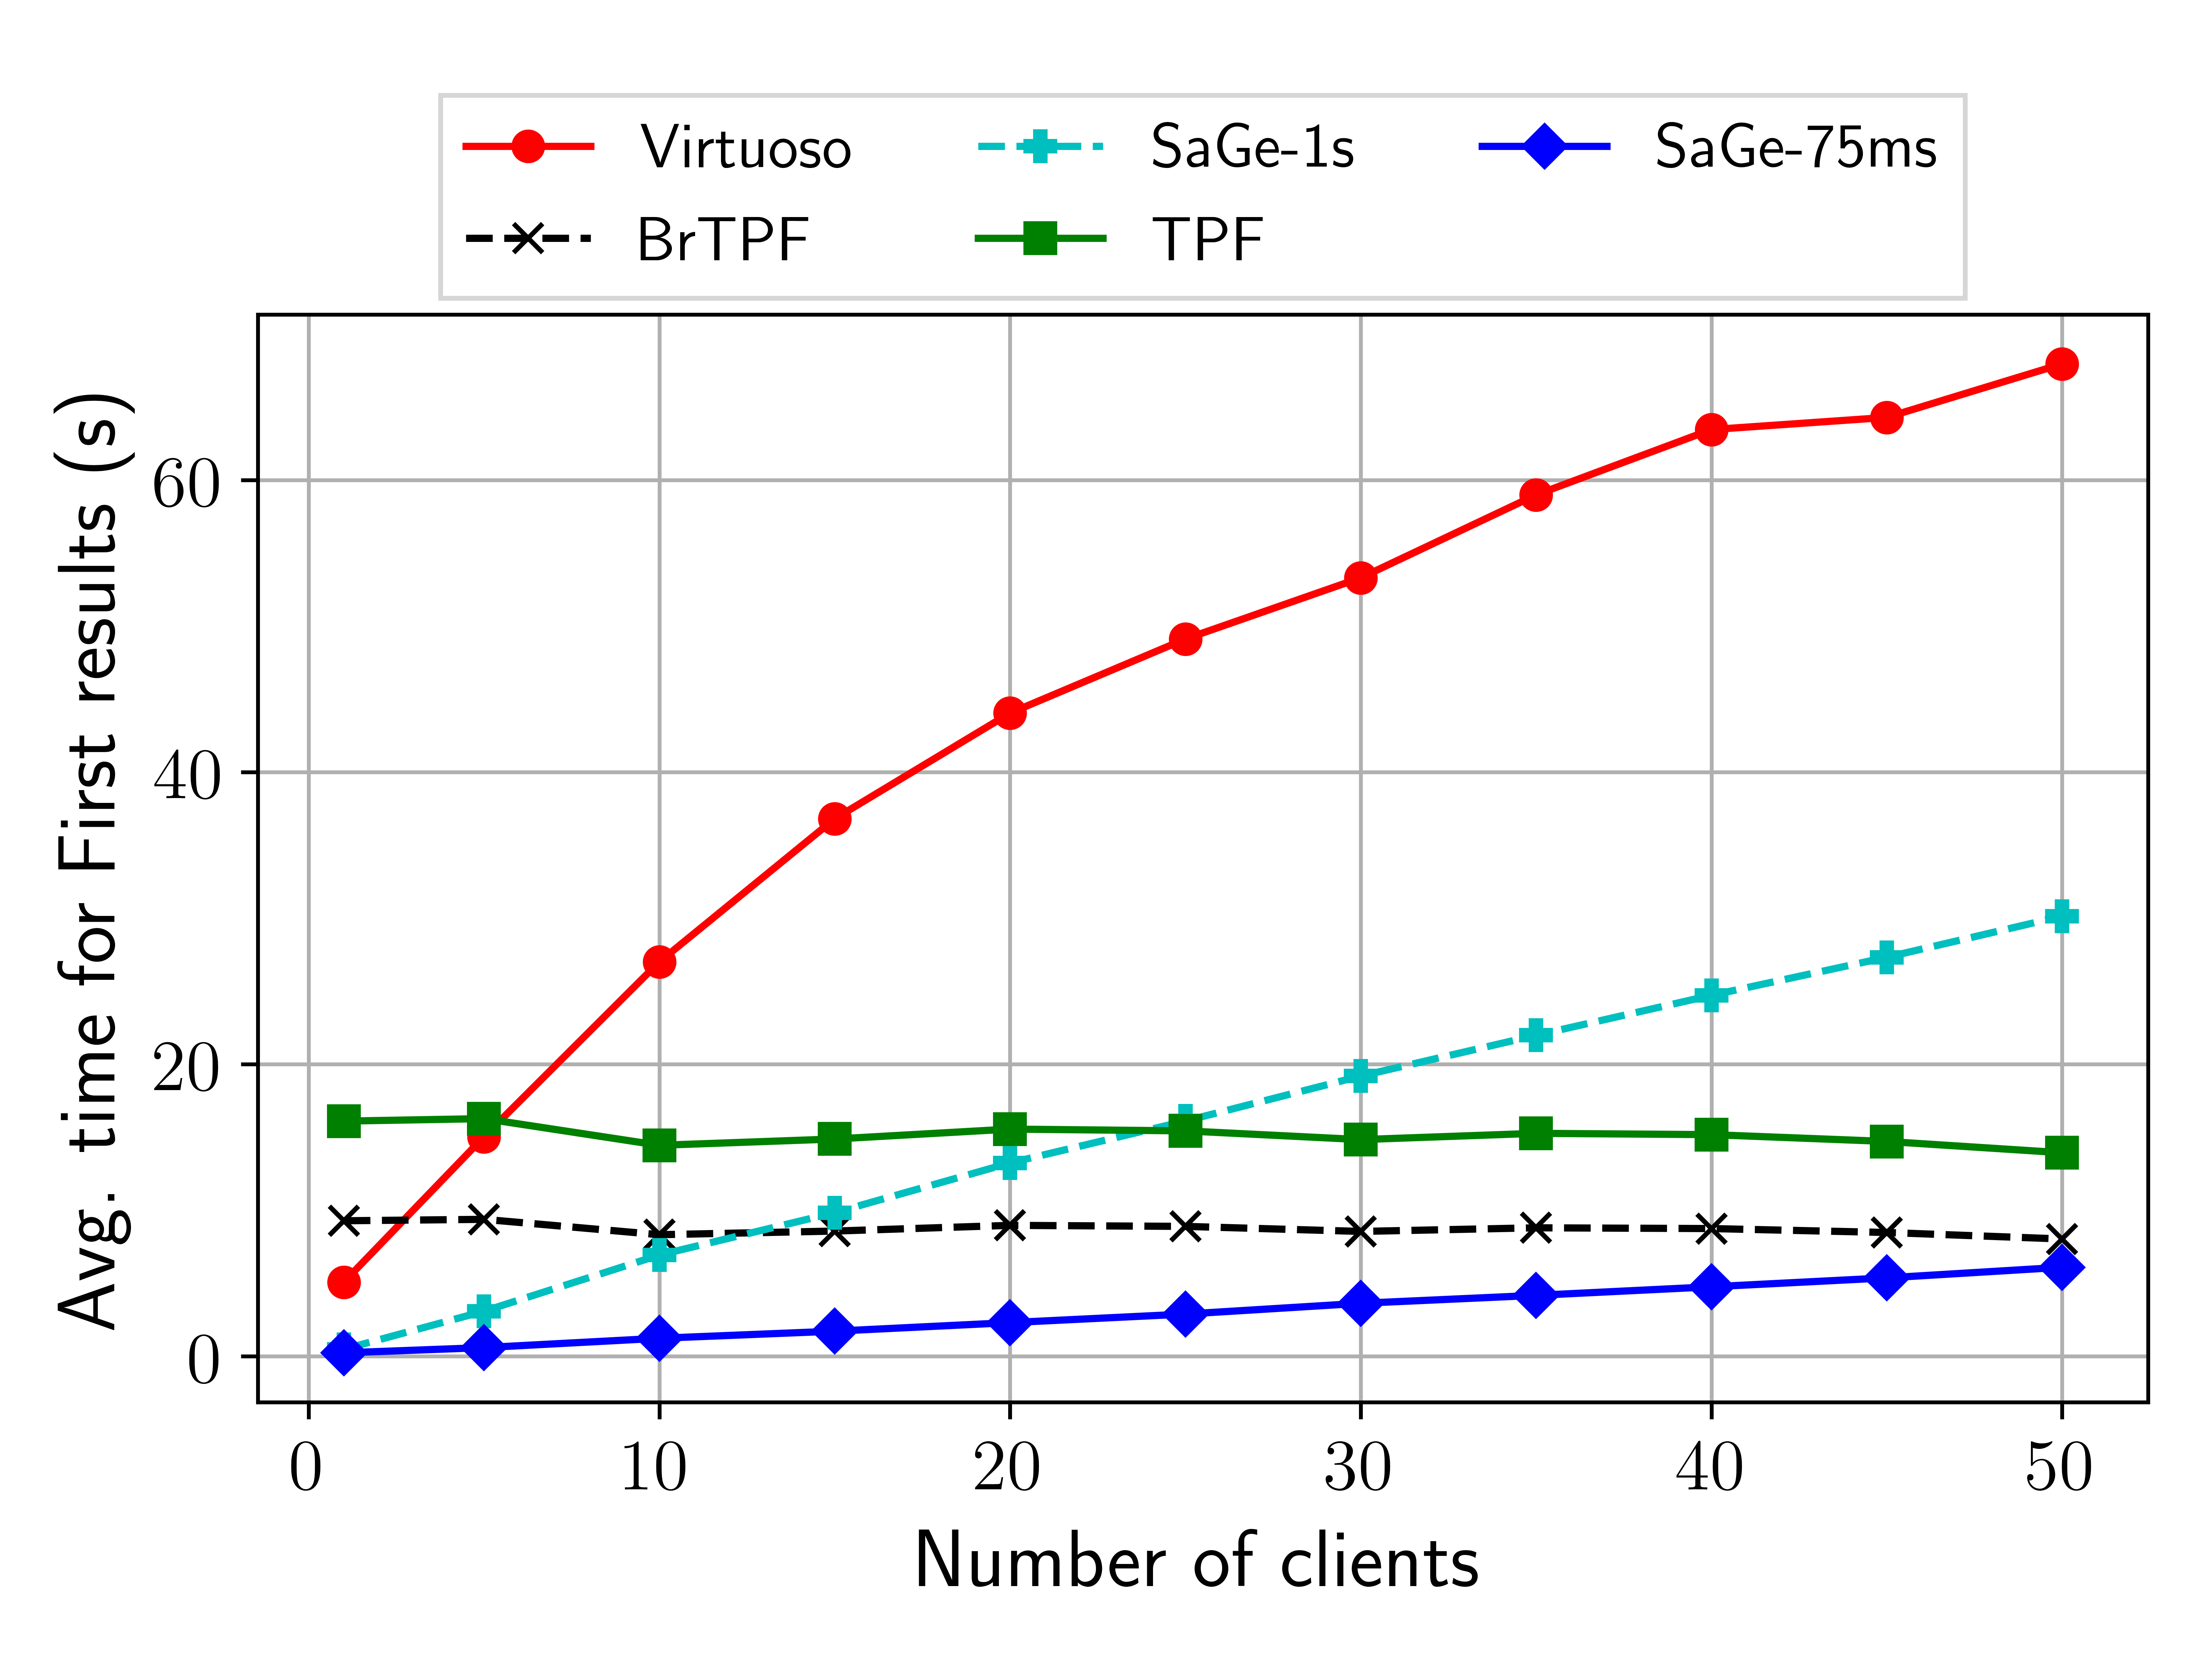 Virtuoso SaGe-1s SaGe-75ms
BrTPF TPF
Avg. time for First results (s)
60
40
20
0
0 10 20 30 40 50
Number of clients